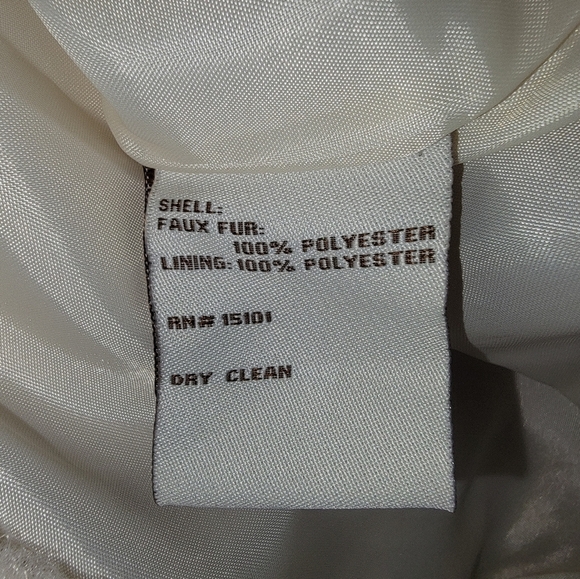 SHELL:
FAUX FUR:
100% POLYESTER
LINING: 100% POLYESTER
RN# 15101
DRY CLEAN